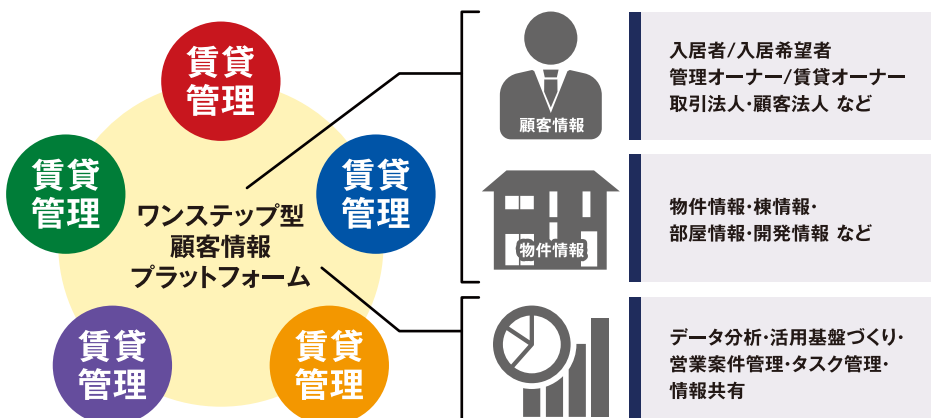 賃貸
管理
賃貸
管理
賃貸
管理
ワンステップ型
顧客情報
プラットフォーム
賃貸
管理
賃貸
管理
顧客情報
入居者/入居希望者
管理オーナー/賃貸オーナー
取引法人・顧客法人 など
物件情報
物件情報・棟情報・
部屋情報・開発情報 など
データ分析・活用基盤づくり・
営業案件管理・タスク管理・
情報共有